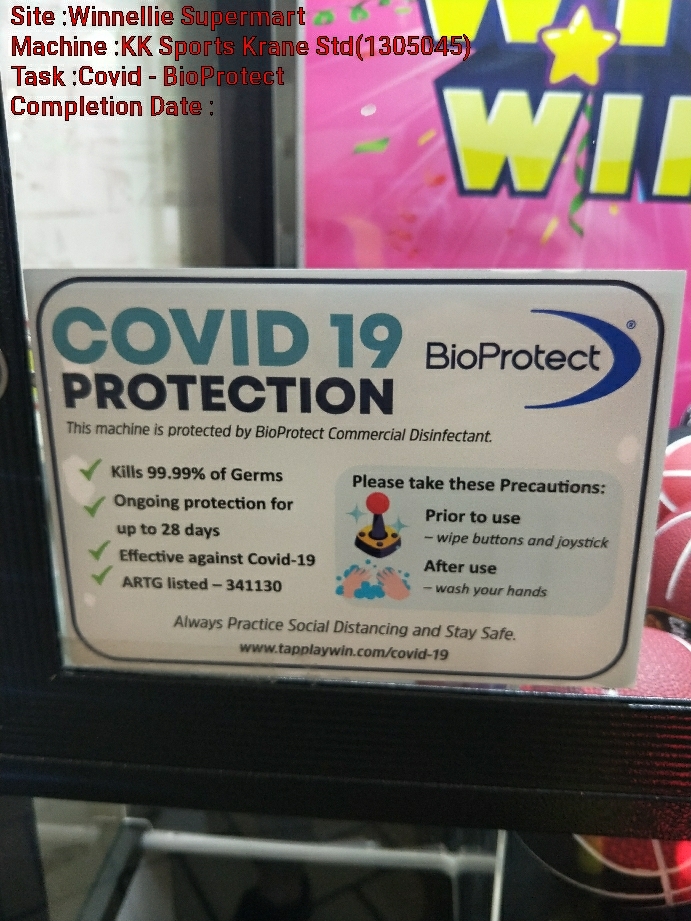 Site :Winnellie Supermart
Machine :KK Sports Krane Std(1305045)
Task :Covid - BioProtect
Completion Date :
WIN
COVID 19
PROTECTION
BioProtect®
This machine is protected by BioProtect Commercial Disinfectant.
Kills 99.99% of Germs
Ongoing protection for
up to 28 days
Effective against Covid-19
ARTG listed – 341130
Please take these Precautions:
Prior to use
– wipe buttons and joystick
After use
– wash your hands
Always Practice Social Distancing and Stay Safe.
www.tapplaywin.com/covid-19